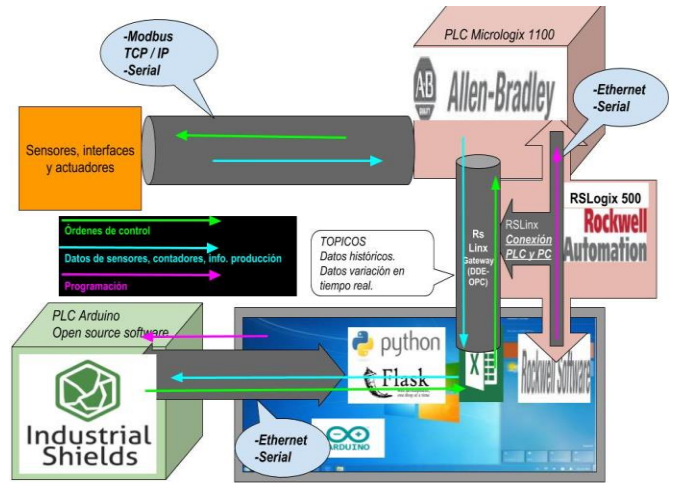 -Modbus
TCP / IP
-Serial
PLC Micrologix 1100
AB
QUALITY
Allen-Bradley
-Ethernet
-Serial
Sensores, interfaces
y actuadores
RSLogix 500
Rockwell
Automation
RSLinx
Conexión
PLC y PC
Rs
Linx
Gateway
(DDE-
OPC)
Órdenes de control
Datos de sensores, contadores, info. producción
Programación
TOPICOS
Datos históricos.
Datos variación en
tiempo real.
PLC Arduino
Open source software
python
Flask
Rockwell Software
X
Industrial
Shields
-Ethernet
-Serial
ARDUINO